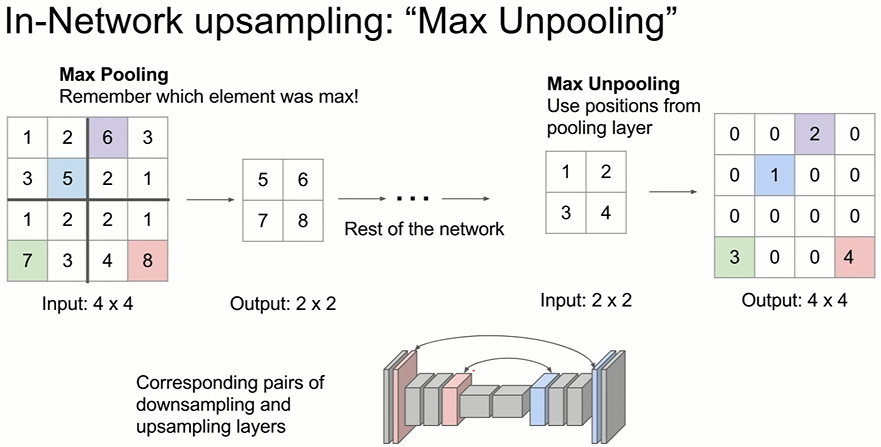 In-Network upsampling: “Max Unpooling”
Max Pooling
Remember which element was max!
1 2 6 3
3 5 2 1
1 2 2 1
7 3 4 8
Input: 4 x 4
5 6
7 8
Output: 2 x 2
...
Rest of the network
Max Unpooling
Use positions from
pooling layer
1 2
3 4
Input: 2 x 2
0 0 2 0
0 1 0 0
0 0 0 0
3 0 0 4
Output: 4 x 4
Corresponding pairs of
downsampling and
upsampling layers